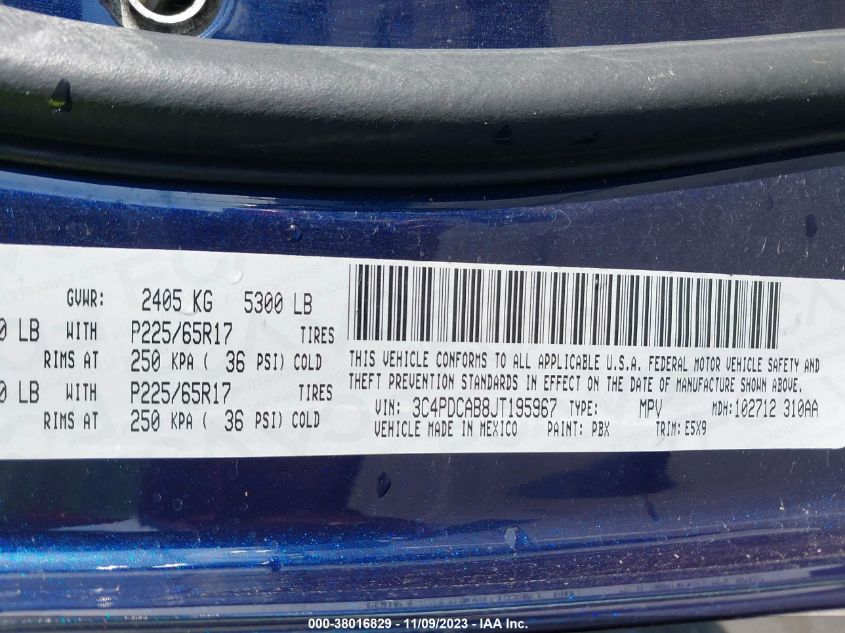 GVWR: 2405 KG 5300 LB
0 LB WITH P225/65R17 TIRES
RIMS AT 250 KPA ( 36 PSI) COLD
0 LB WITH P225/65R17 TIRES
RIMS AT 250 KPA ( 36 PSI) COLD
THIS VEHICLE CONFORMS TO ALL APPLICABLE U.S.A. FEDERAL MOTOR VEHICLE SAFETY AND
THEFT PREVENTION STANDARDS IN EFFECT ON THE DATE OF MANUFACTURE SHOWN ABOVE.
VIN: 3C4PDCAB8JT195967 TYPE: MPV MDH:102712 310AA
VEHICLE MADE IN MEXICO PAINT: PBX TRIM: E5X9
000-38016829 - 11/09/2023 - IAA Inc.